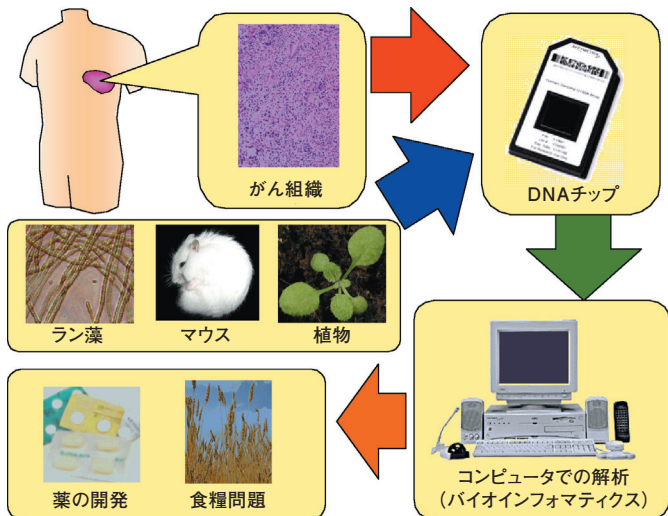 がん組織
DNAチップ
ラン藻
マウス
植物
コンピュータでの解析
(バイオインフォマティクス)
薬の開発
食糧問題